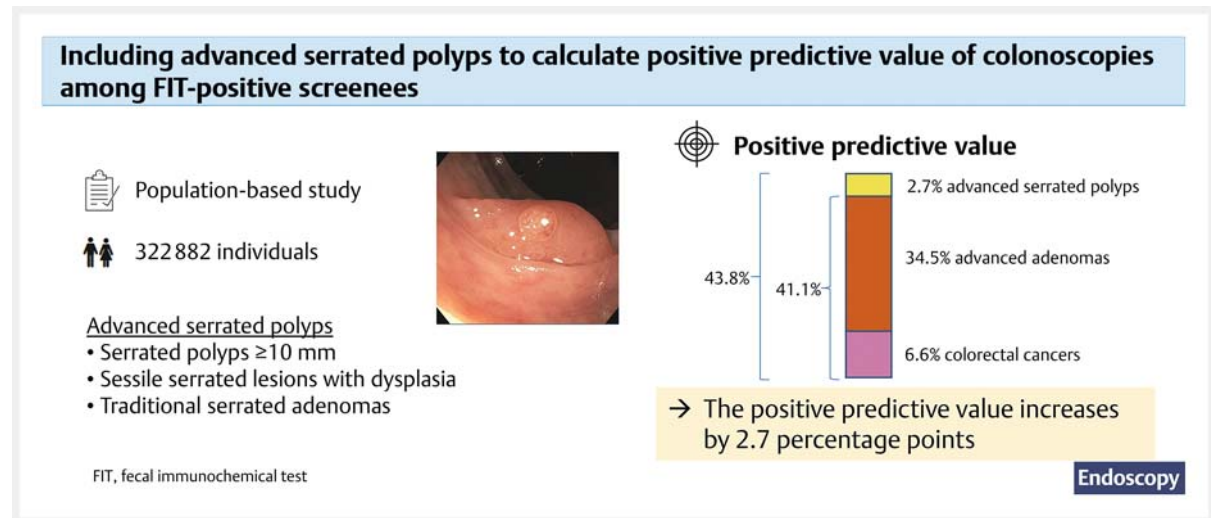 Including advanced serrated polyps to calculate positive predictive value of colonoscopies
among FIT-positive screenees
Population-based study
322 882 individuals
Advanced serrated polyps
• Serrated polyps ≥10 mm
• Sessile serrated lesions with dysplasia
• Traditional serrated adenomas
FIT, fecal immunochemical test
Positive predictive value
2.7% advanced serrated polyps
34.5% advanced adenomas
43.8%
41.1%
6.6% colorectal cancers
→ The positive predictive value increases
by 2.7 percentage points
Endoscopy